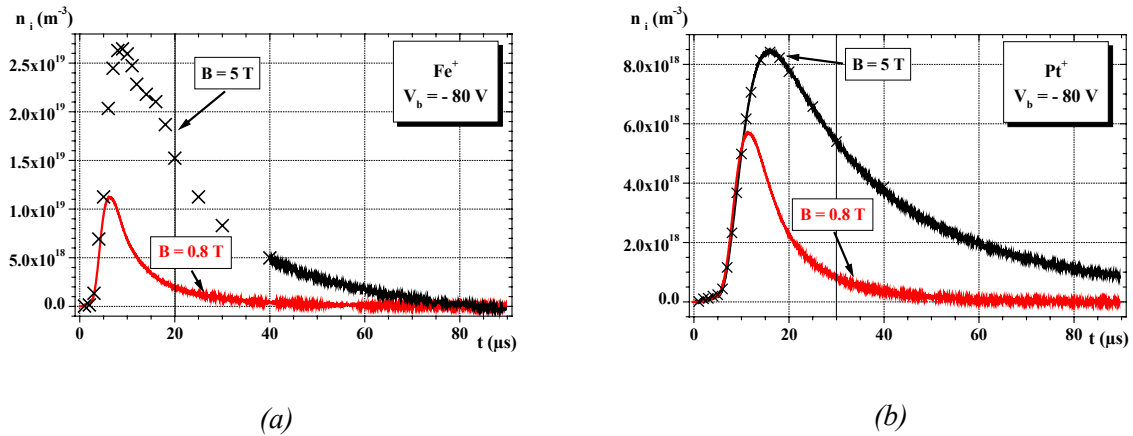 n i (m⁻³)
2.5x10¹⁹
2.0x10¹⁹
1.5x10¹⁹
1.0x10¹⁹
5.0x10¹⁸
0.0
0
20
40
60
80
t (μs)
B = 5 T
B = 0.8 T
Fe⁺
V b = - 80 V
(a)
n i (m⁻³)
8.0x10¹⁸
6.0x10¹⁸
4.0x10¹⁸
2.0x10¹⁸
0.0
0
20
40
60
80
t (μs)
B = 5 T
B = 0.8 T
Pt⁺
V b = - 80 V
(b)